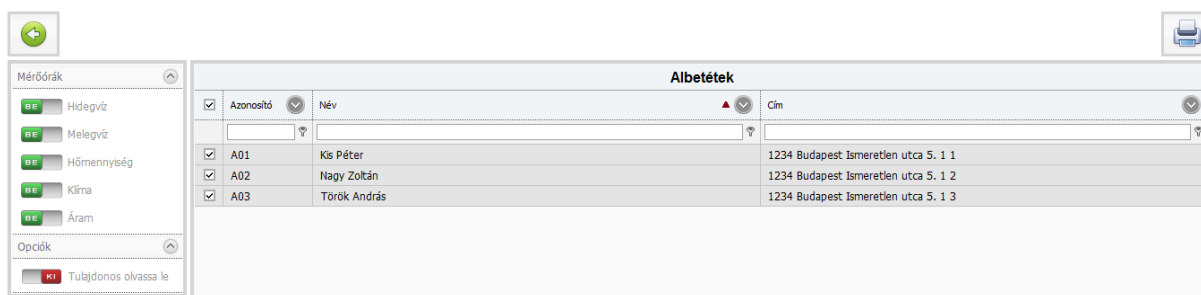 Mérőórák
BE Hidegvíz
BE Melegvíz
BE Hőmennyiség
BE Klíma
BE Áram
Opciók
KI Tulajdonos olvassa le
Albetétek
Azonosító Név Cím
A01 Kis Péter 1234 Budapest Ismeretlen utca 5. 1 1
A02 Nagy Zoltán 1234 Budapest Ismeretlen utca 5. 1 2
A03 Török András 1234 Budapest Ismeretlen utca 5. 1 3